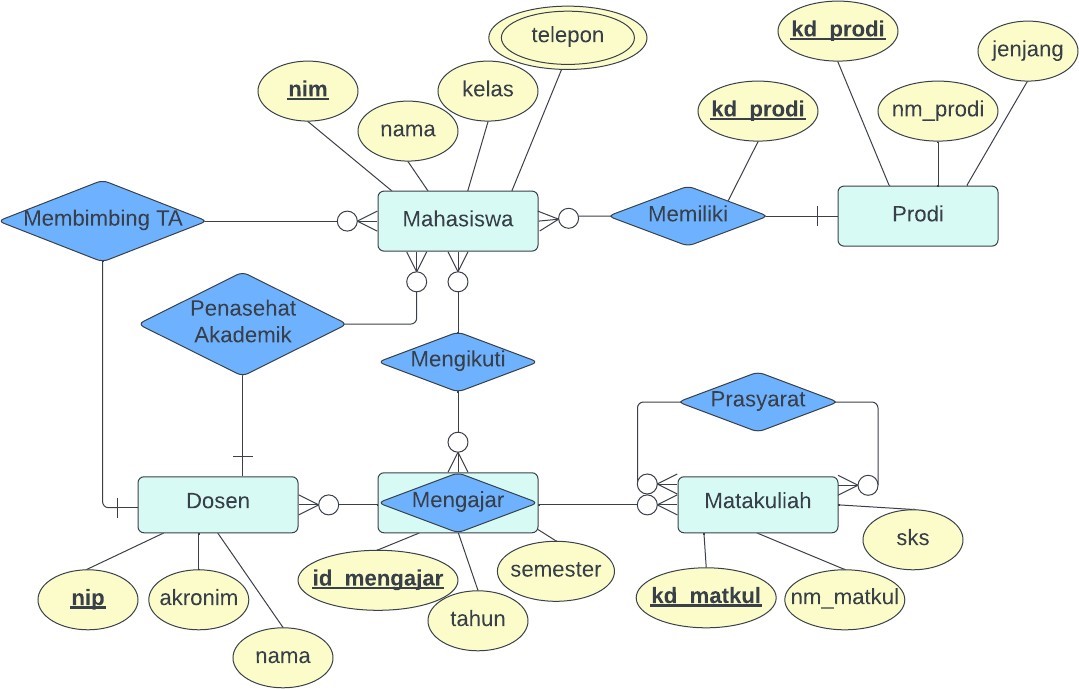 telepon
kd_prodi
jenjang
nim
kelas
nama
kd_prodi
nm_prodi
Membimbing TA
Mahasiswa
Memiliki
Prodi
Penasehat
Akademik
Mengikuti
Prasyarat
Dosen
Mengajar
Matakuliah
sks
nip
akronim
id_mengajar
semester
kd_matkul
nm_matkul
tahun
nama